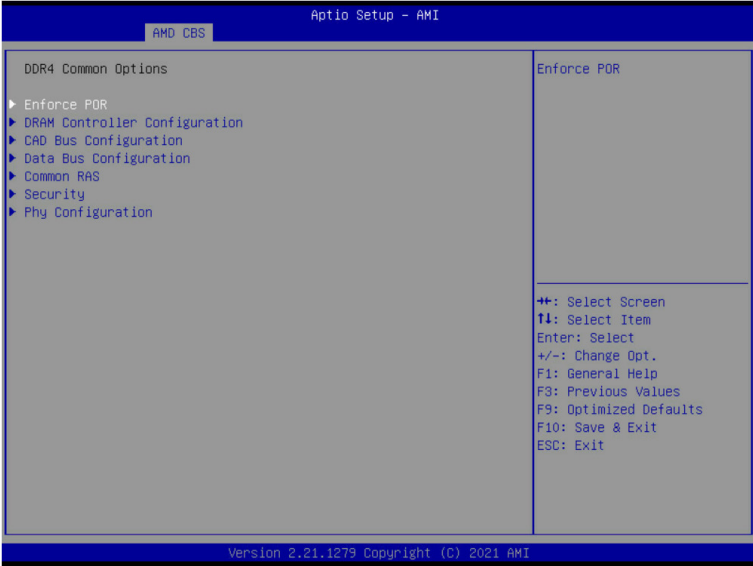 Aptio Setup – AMI
AMD CBS
DDR4 Common Options
Enforce POR
DRAM Controller Configuration
CAD Bus Configuration
Data Bus Configuration
Common RAS
Security
Phy Configuration
Enforce POR
→←: Select Screen
↑↓: Select Item
Enter: Select
+/-: Change Opt.
F1: General Help
F3: Previous Values
F9: Optimized Defaults
F10: Save & Exit
ESC: Exit
Version 2.21.1279 Copyright (C) 2021 AMI